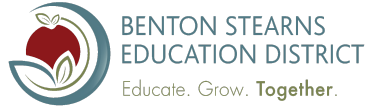 BENTON STEARNS
EDUCATION DISTRICT
Educate. Grow. Together.